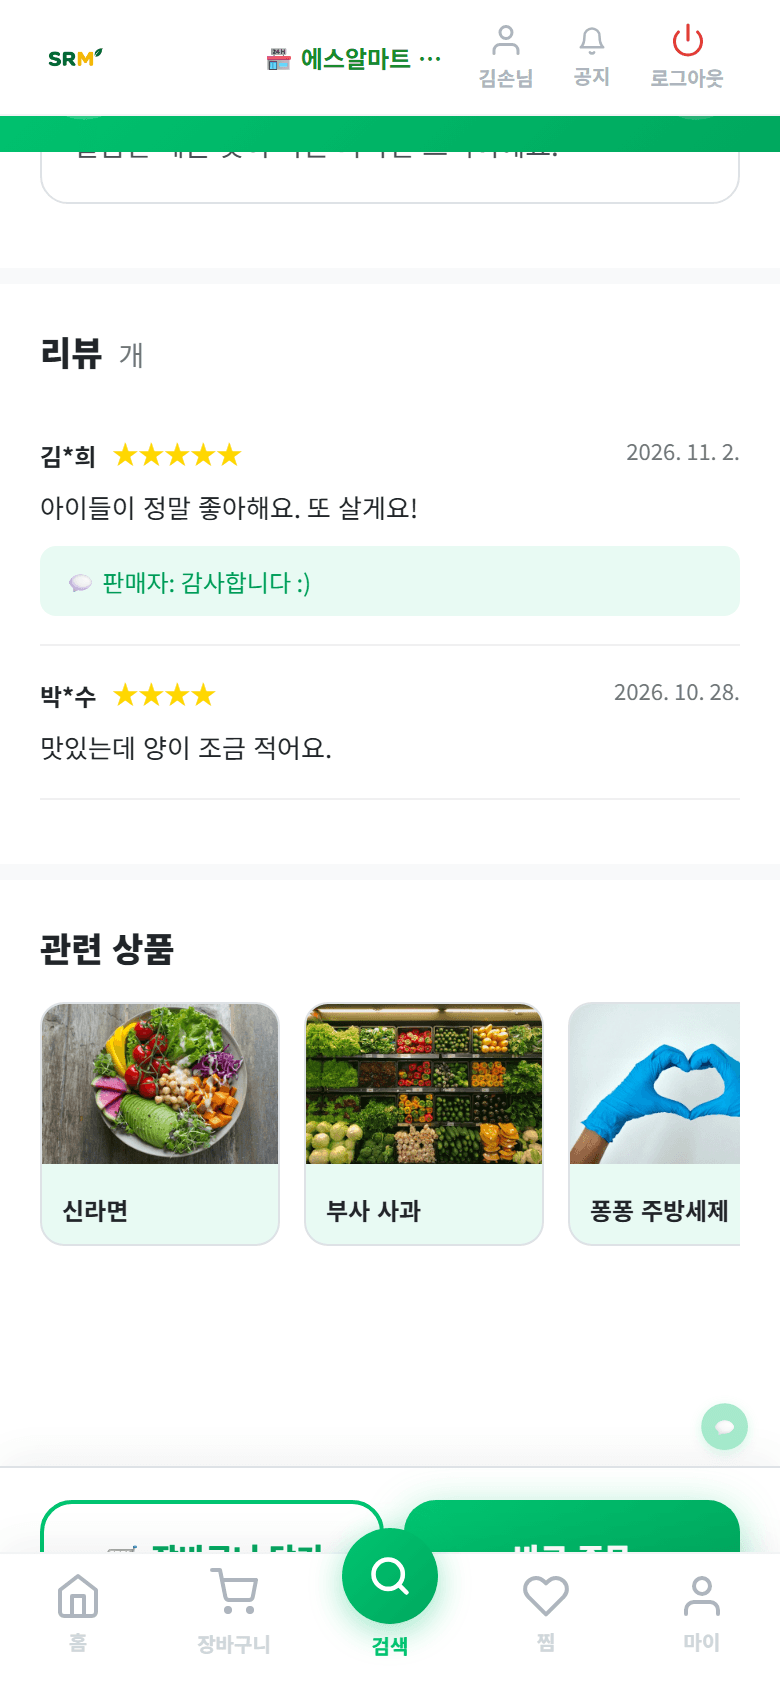 SRM
에스알마트 ···
김손님
공지
로그아웃
리뷰 개
김*희 ★★★★★ 2026. 11. 2.
아이들이 정말 좋아해요. 또 살게요!
판매자: 감사합니다 :)
박*수 ★★★★ 2026. 10. 28.
맛있는데 양이 조금 적어요.
관련 상품
신라면
부사 사과
퐁퐁 주방세제
홈
장바구니
검색
찜
마이